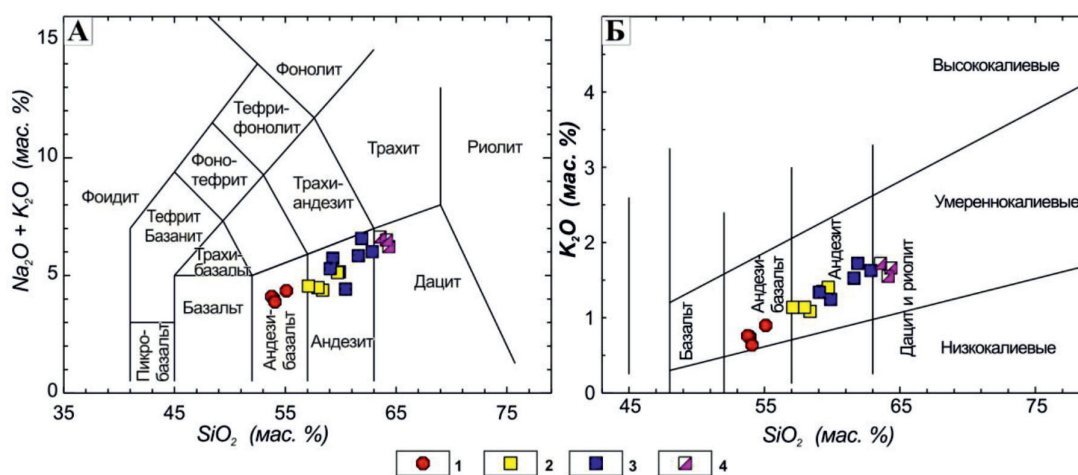 А
Na₂O + K₂O (мас. %)
15
10
5
0
35
45
55
65
75
SiO₂ (мас. %)
Фонолит
Тефри-
фонолит
Фоно-
тефрит
Трахит
Риолит
Фоидит
Трахи-
андезит
Тефрит
Базанит
Трахи-
базальт
Базальт
Дацит
Пикро-
базальт
Андези-
базальт
Андезит
Б
K₂O (мас. %)
5
4
3
2
1
0
45
55
65
75
SiO₂ (мас. %)
Высококалиевые
Умереннокалиевые
Низкокалиевые
Базальт
Андези-
базальт
Андезит
Дацит и риолит
1
2
3
4